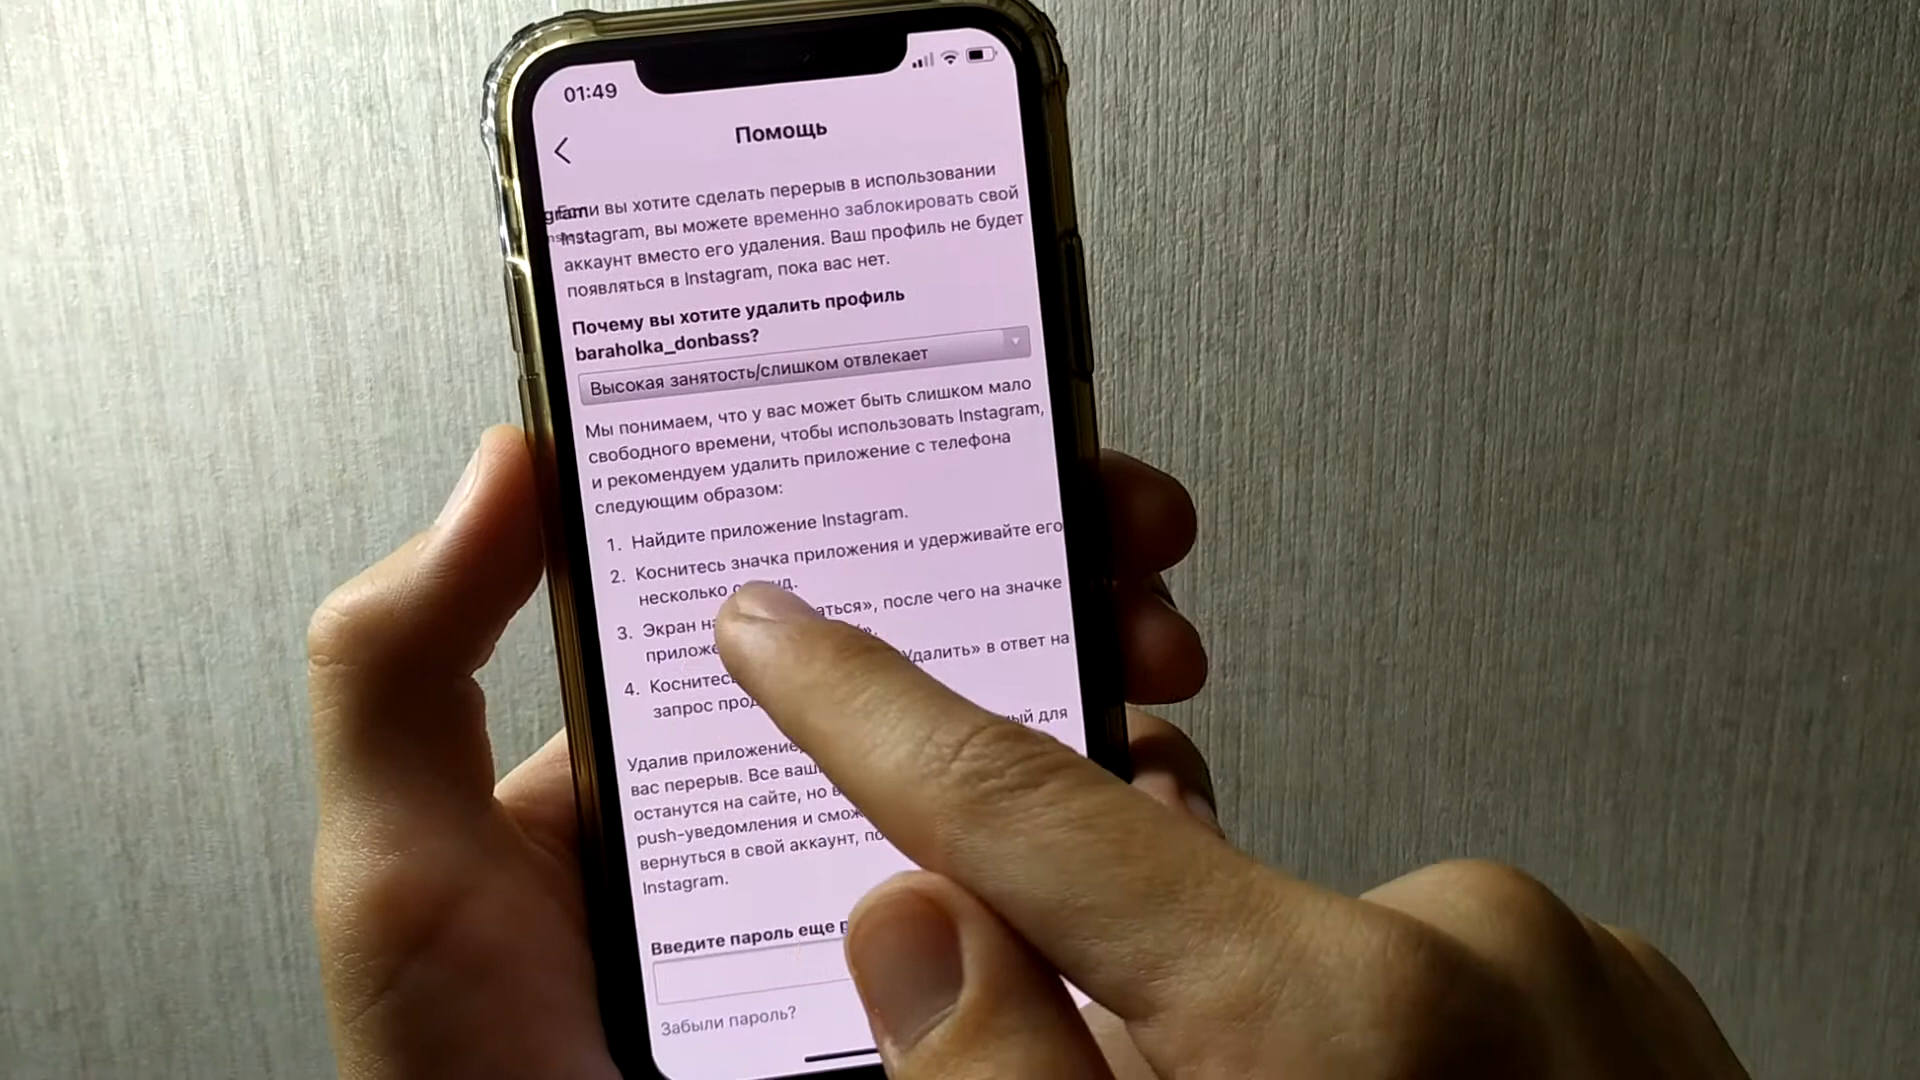 01:49
Помощь
Если вы хотите сделать перерыв в использовании
gram
Instagram, вы можете временно заблокировать свой
аккаунт вместо его удаления. Ваш профиль не будет
появляться в Instagram, пока вас нет.
Почему вы хотите удалить профиль
baraholka_donbass?
Высокая занятость/слишком отвлекает
Мы понимаем, что у вас может быть слишком мало
свободного времени, чтобы использовать Instagram,
и рекомендуем удалить приложение с телефона
следующим образом:
1. Найдите приложение Instagram.
2. Коснитесь значка приложения и удерживайте его
несколько
3. Экран после чего на значке
4. в ответ на
запрос
Удалив приложение
для
вас перерыв. Все
останутся на сайте, но
push-уведомления и
вернуться в свой аккаунт,
Instagram.
Введите пароль еще
Забыли пароль?